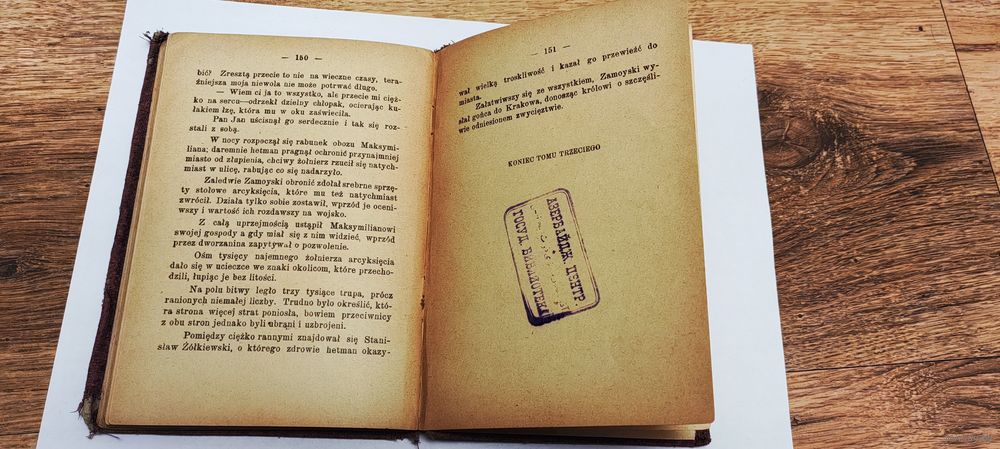 — 150 —
bić? Zresztą przecie to nie na wieczne czasy, tera-
źniejsza moja niewola nie może potrwać długo.
— Wiem ci ja to wszystko, ale przecie mi cięż-
ko na sercu—odrzekł dzielny chłopak, ocierając ku-
łakiem łzę, która mu w oku zaświeciła.
Pan Jan uścisnął go serdecznie i tak się roz-
stali z sobą.
W nocy rozpoczął się rabunek obozu Maksymi-
liana; daremnie hetman pragnął ochronić przynajmniej
miasto od złupienia, chciwy żołnierz rzucił się natych-
miast w ulicę, rabując co się nadarzyło.
Zaledwie Zamoyski obronić zdołał srebrne sprzę-
ty stołowe arcyksięcia, które mu też natychmiast
zwrócił. Działa tylko sobie zostawił, wprzód je oceni-
wszy i wartość ich rozdawszy na wojsko.
Z całą uprzejmością ustąpił Maksymilianowi
swojej gospody a gdy miał się z nim widzieć, wprzód
przez dworzanina zapytywał o pozwolenie.
Ośm tysięcy najemnego żołnierza arcyksięcia
dało się w ucieczce we znaki okolicom, które przecho-
dzili, łupiąc je bez litości.
Na polu bitwy legło trzy tysiące trupa, prócz
ranionych niemałej liczby. Trudno było określić, któ-
ra strona więcej strat poniosła, bowiem przeciwnicy
z obu stron jednako byli ubrani i uzbrojeni.
Pomiędzy ciężko rannymi znajdował się Stani-
sław Żółkiewski, o którego zdrowie hetman okazy-
— 151 —
wał wielką troskliwość i kazał go przewieźć do
miasta.
Załatwiwszy się ze wszystkiem, Zamoyski wy-
słał gońca do Krakowa, donosząc królowi o szczęśli-
wie odniesionem zwycięztwie.
KONIEC TOMU TRZECIEGO
АЗЕРБАЙДЖ. ЦЕНТР.
ГОСУД. БИБЛИОТЕКА